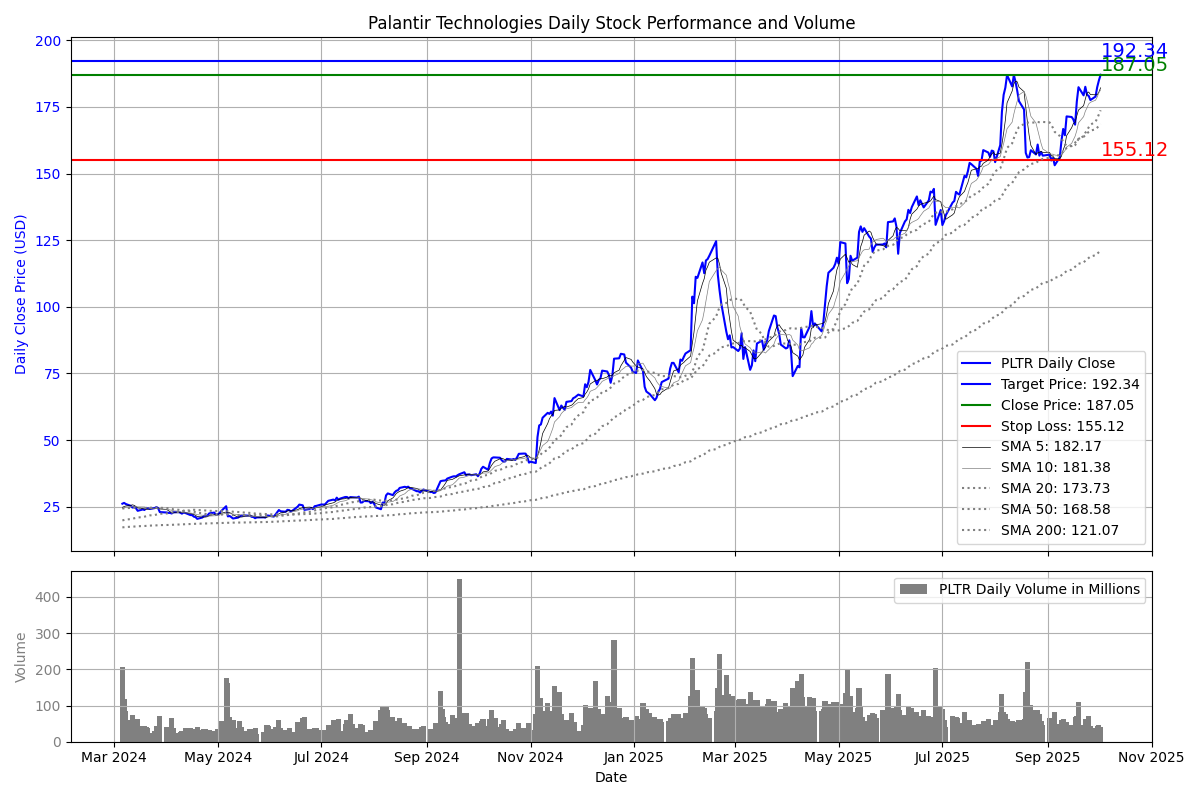 Palantir Technologies Daily Stock Performance and Volume
Daily Close Price (USD)
200
175
150
125
100
75
50
25
192.34
187.05
155.12
PLTR Daily Close
Target Price: 192.34
Close Price: 187.05
Stop Loss: 155.12
SMA 5: 182.17
SMA 10: 181.38
SMA 20: 173.73
SMA 50: 168.58
SMA 200: 121.07
Volume
400
300
200
100
0
PLTR Daily Volume in Millions
Mar 2024 May 2024 Jul 2024 Sep 2024 Nov 2024 Jan 2025 Mar 2025 May 2025 Jul 2025 Sep 2025 Nov 2025
Date